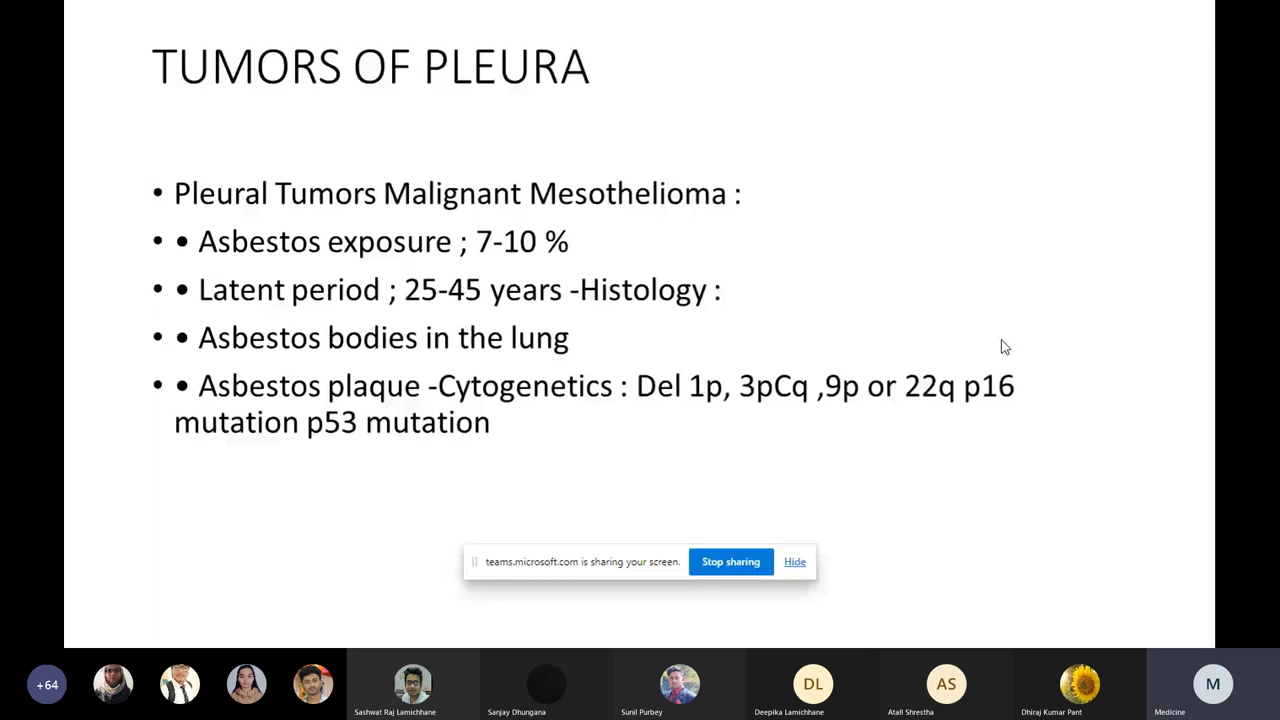 TUMORS OF PLEURA
• Pleural Tumors Malignant Mesothelioma :
• • Asbestos exposure ; 7-10 %
• • Latent period ; 25-45 years -Histology :
• • Asbestos bodies in the lung
• • Asbestos plaque -Cytogenetics : Del 1p, 3pCq ,9p or 22q p16
mutation p53 mutation
teams.microsoft.com is sharing your screen. Stop sharing Hide
+64 DL AS M
Sashwat Raj Lamichhane Sanjay Dhungana Sunil Purbey Deepika Lamichhane Atall Shrestha Dhiraj Kumar Pant Medicine